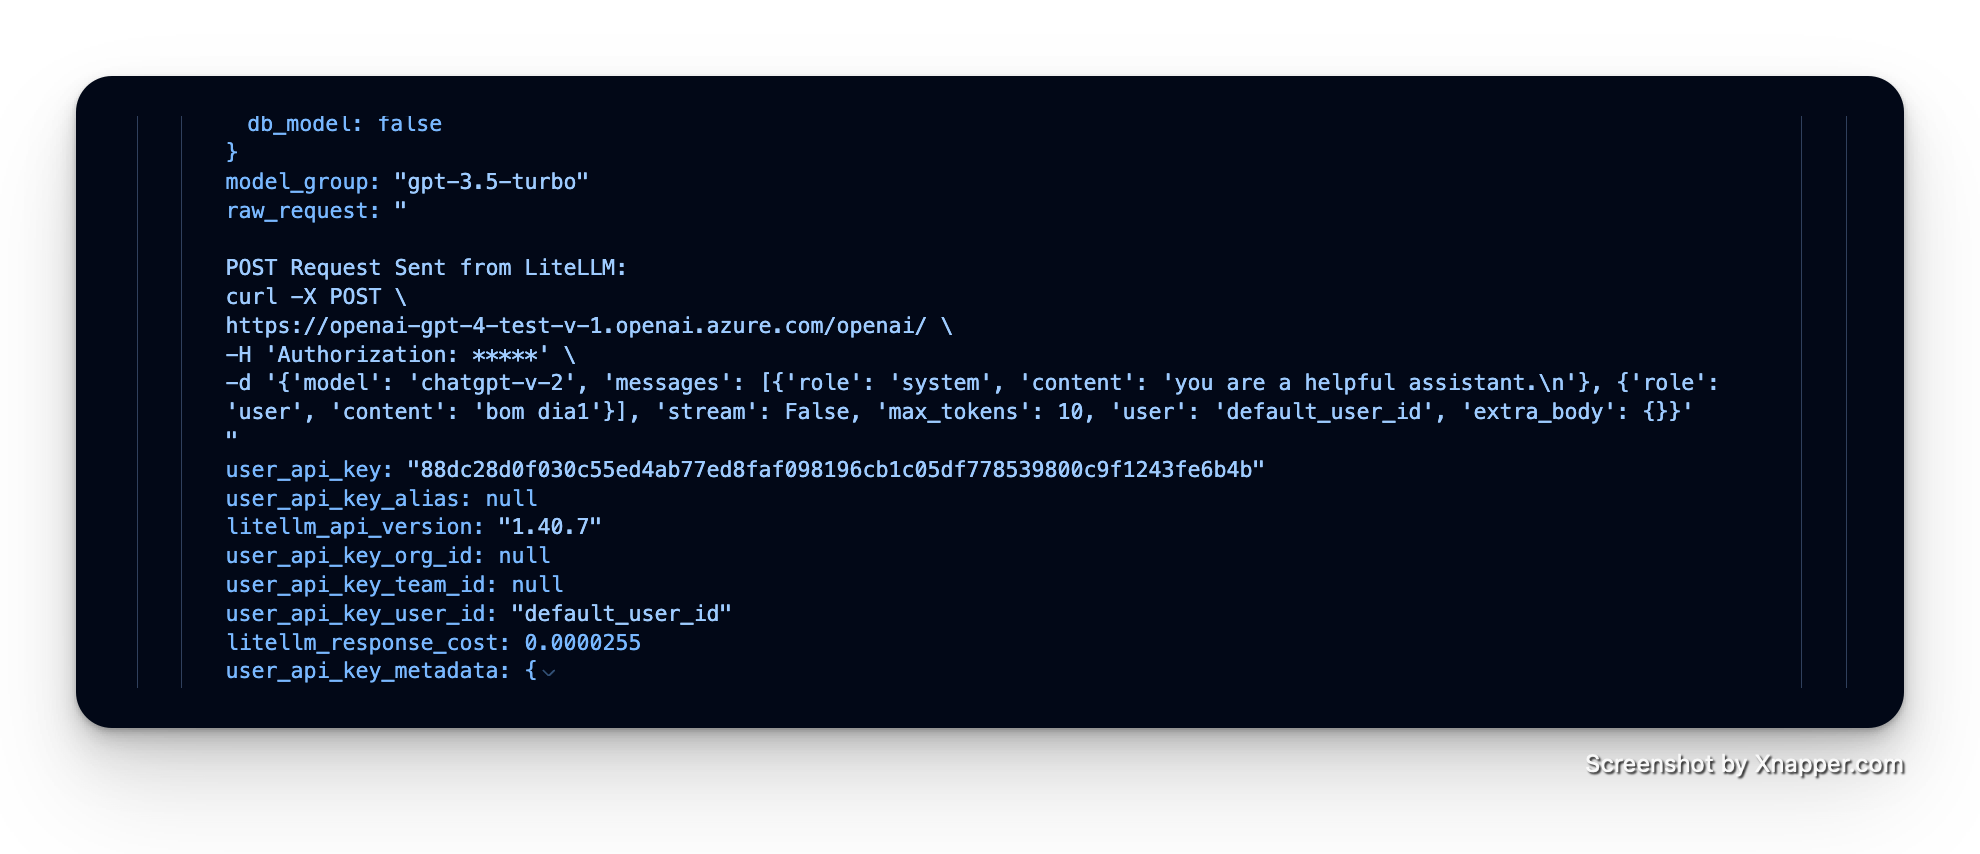 db_model: false
}
model_group: "gpt-3.5-turbo"
raw_request: "
POST Request Sent from LiteLLM:
curl -X POST \
https://openai-gpt-4-test-v-1.openai.azure.com/openai/ \
-H 'Authorization: *****' \
-d '{'model': 'chatgpt-v-2', 'messages': [{'role': 'system', 'content': 'you are a helpful assistant.\n'}, {'role':
'user', 'content': 'bom dia1'}], 'stream': False, 'max_tokens': 10, 'user': 'default_user_id', 'extra_body': {}}'
"
user_api_key: "88dc28d0f030c55ed4ab77ed8faf098196cb1c05df778539800c9f1243fe6b4b"
user_api_key_alias: null
litellm_api_version: "1.40.7"
user_api_key_org_id: null
user_api_key_team_id: null
user_api_key_user_id: "default_user_id"
litellm_response_cost: 0.0000255
user_api_key_metadata: {
Screenshot by Xnapper.com